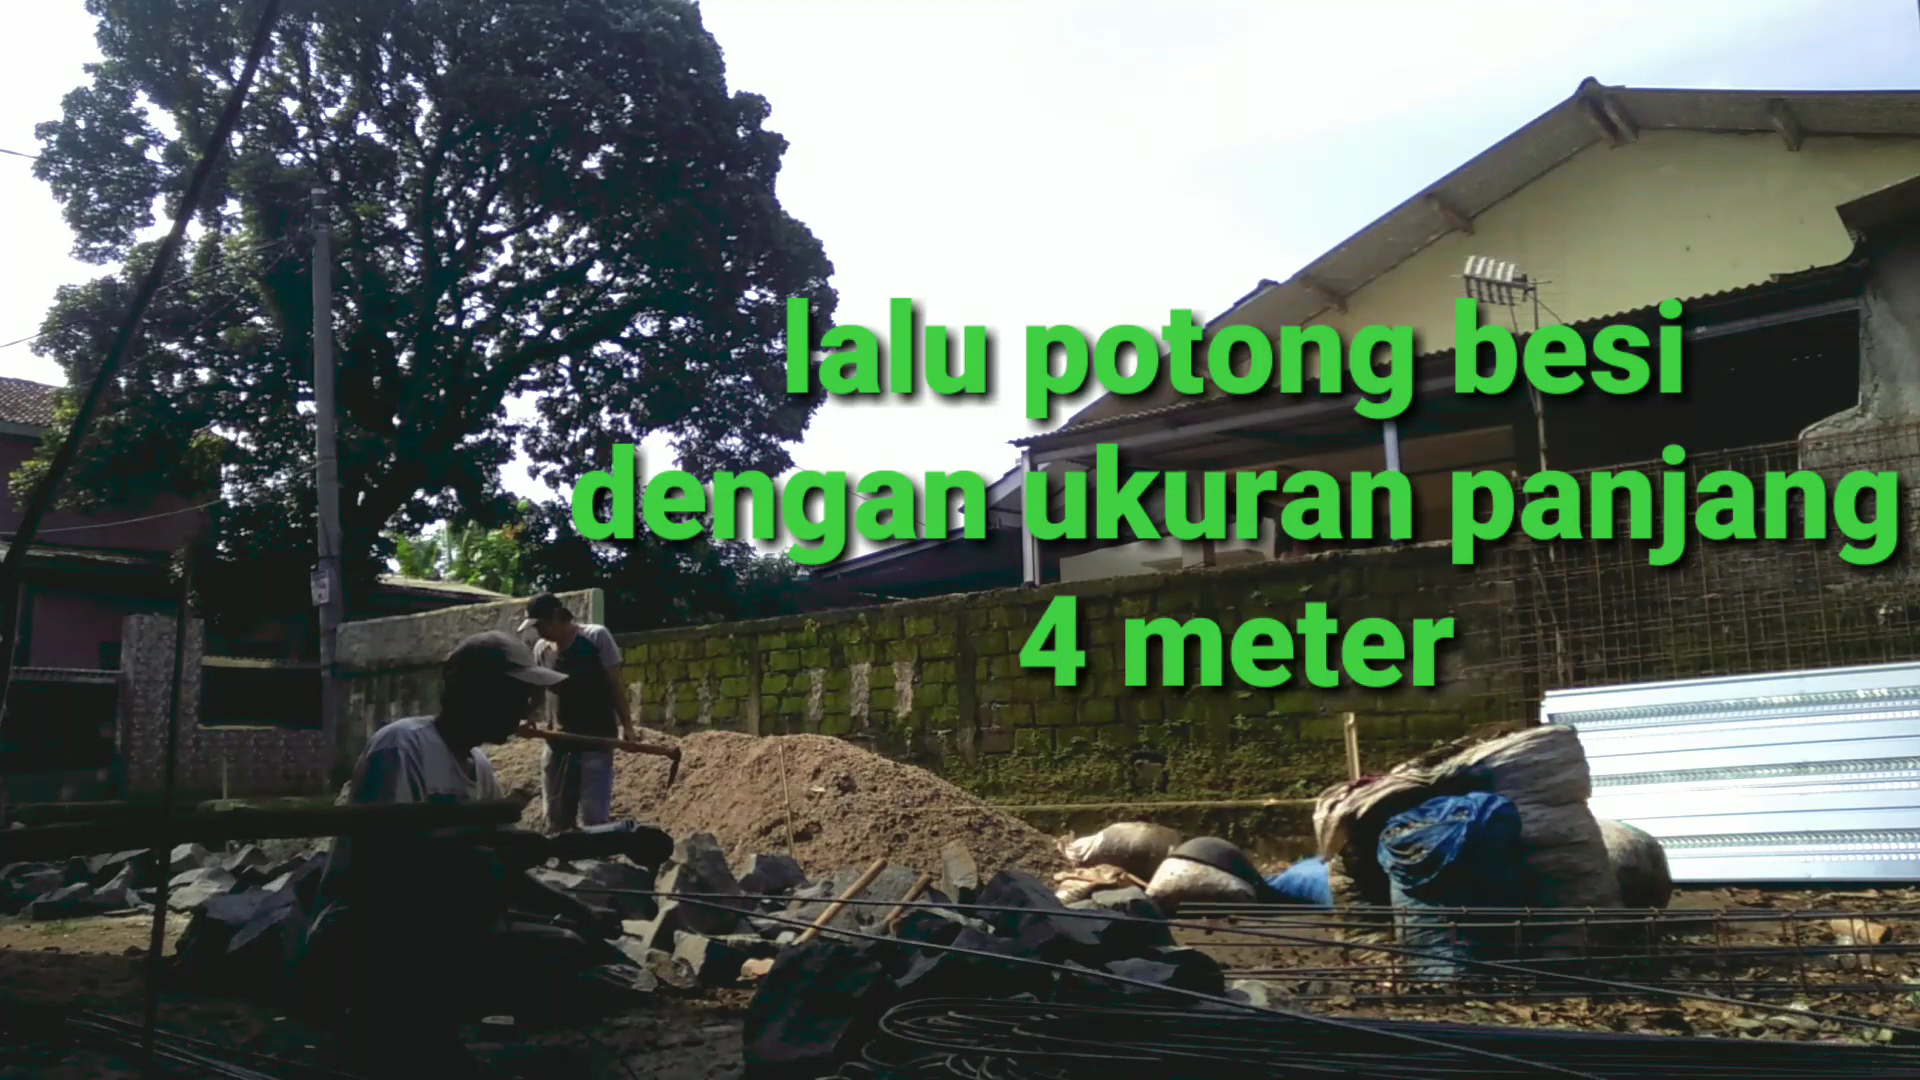 lalu potong besi
dengan ukuran panjang
4 meter